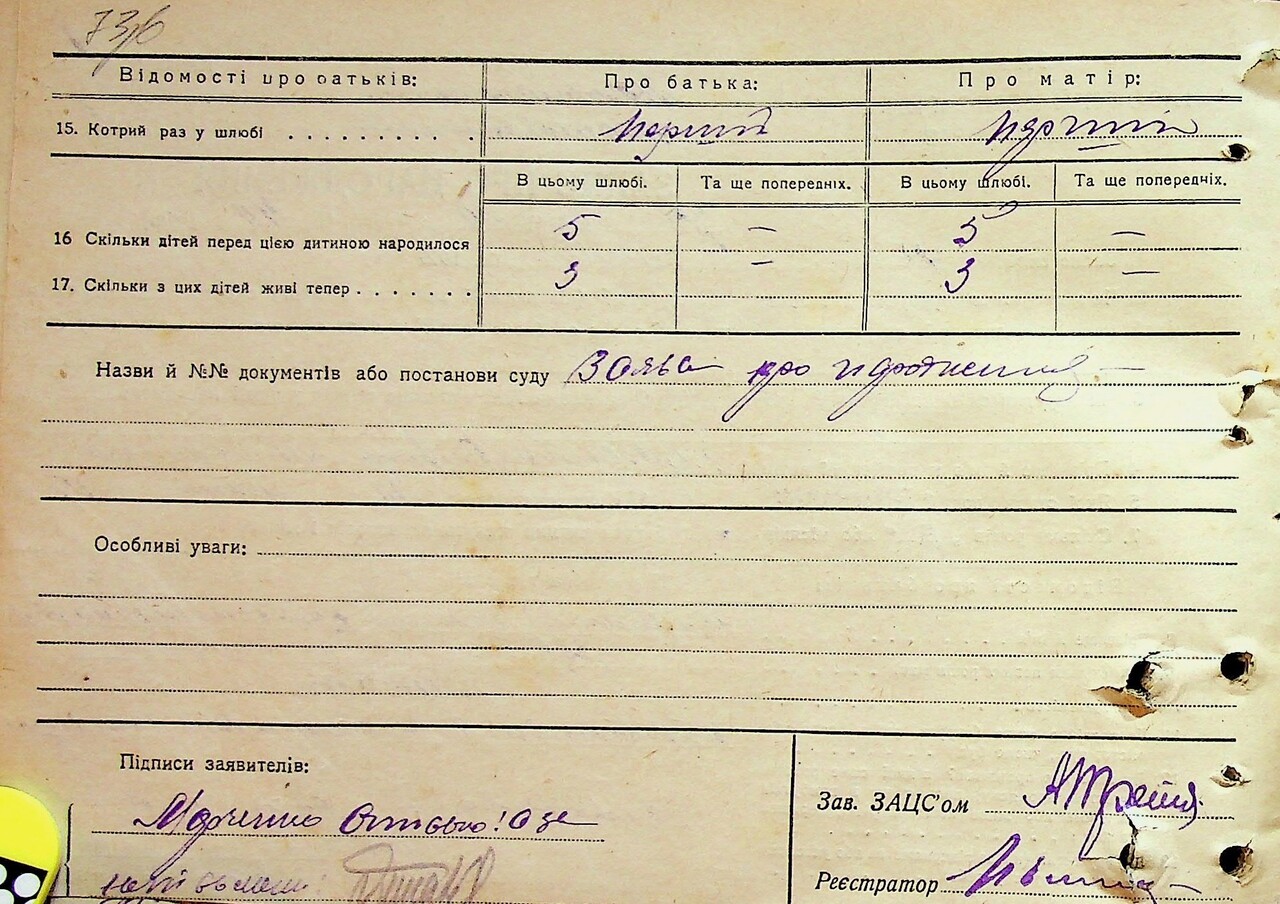 73б
Відомості про батьків: Про батька: Про матір:
15. Котрий раз у шлюбі . . . . . . . . . . перший перший
В цьому шлюбі. Та ще попередніх. В цьому шлюбі. Та ще попередніх.
16 Скільки дітей перед цією дитиною народилося 5 — 5 —
17. Скільки з цих дітей живі тепер . . . . . . . 3 — 3 —
Назви й №№ документів або постанови суду Заява про народження —
Особливі уваги:
Підписи заявителів:
Зав. ЗАЦС'ом
Марченко
Реєстратор